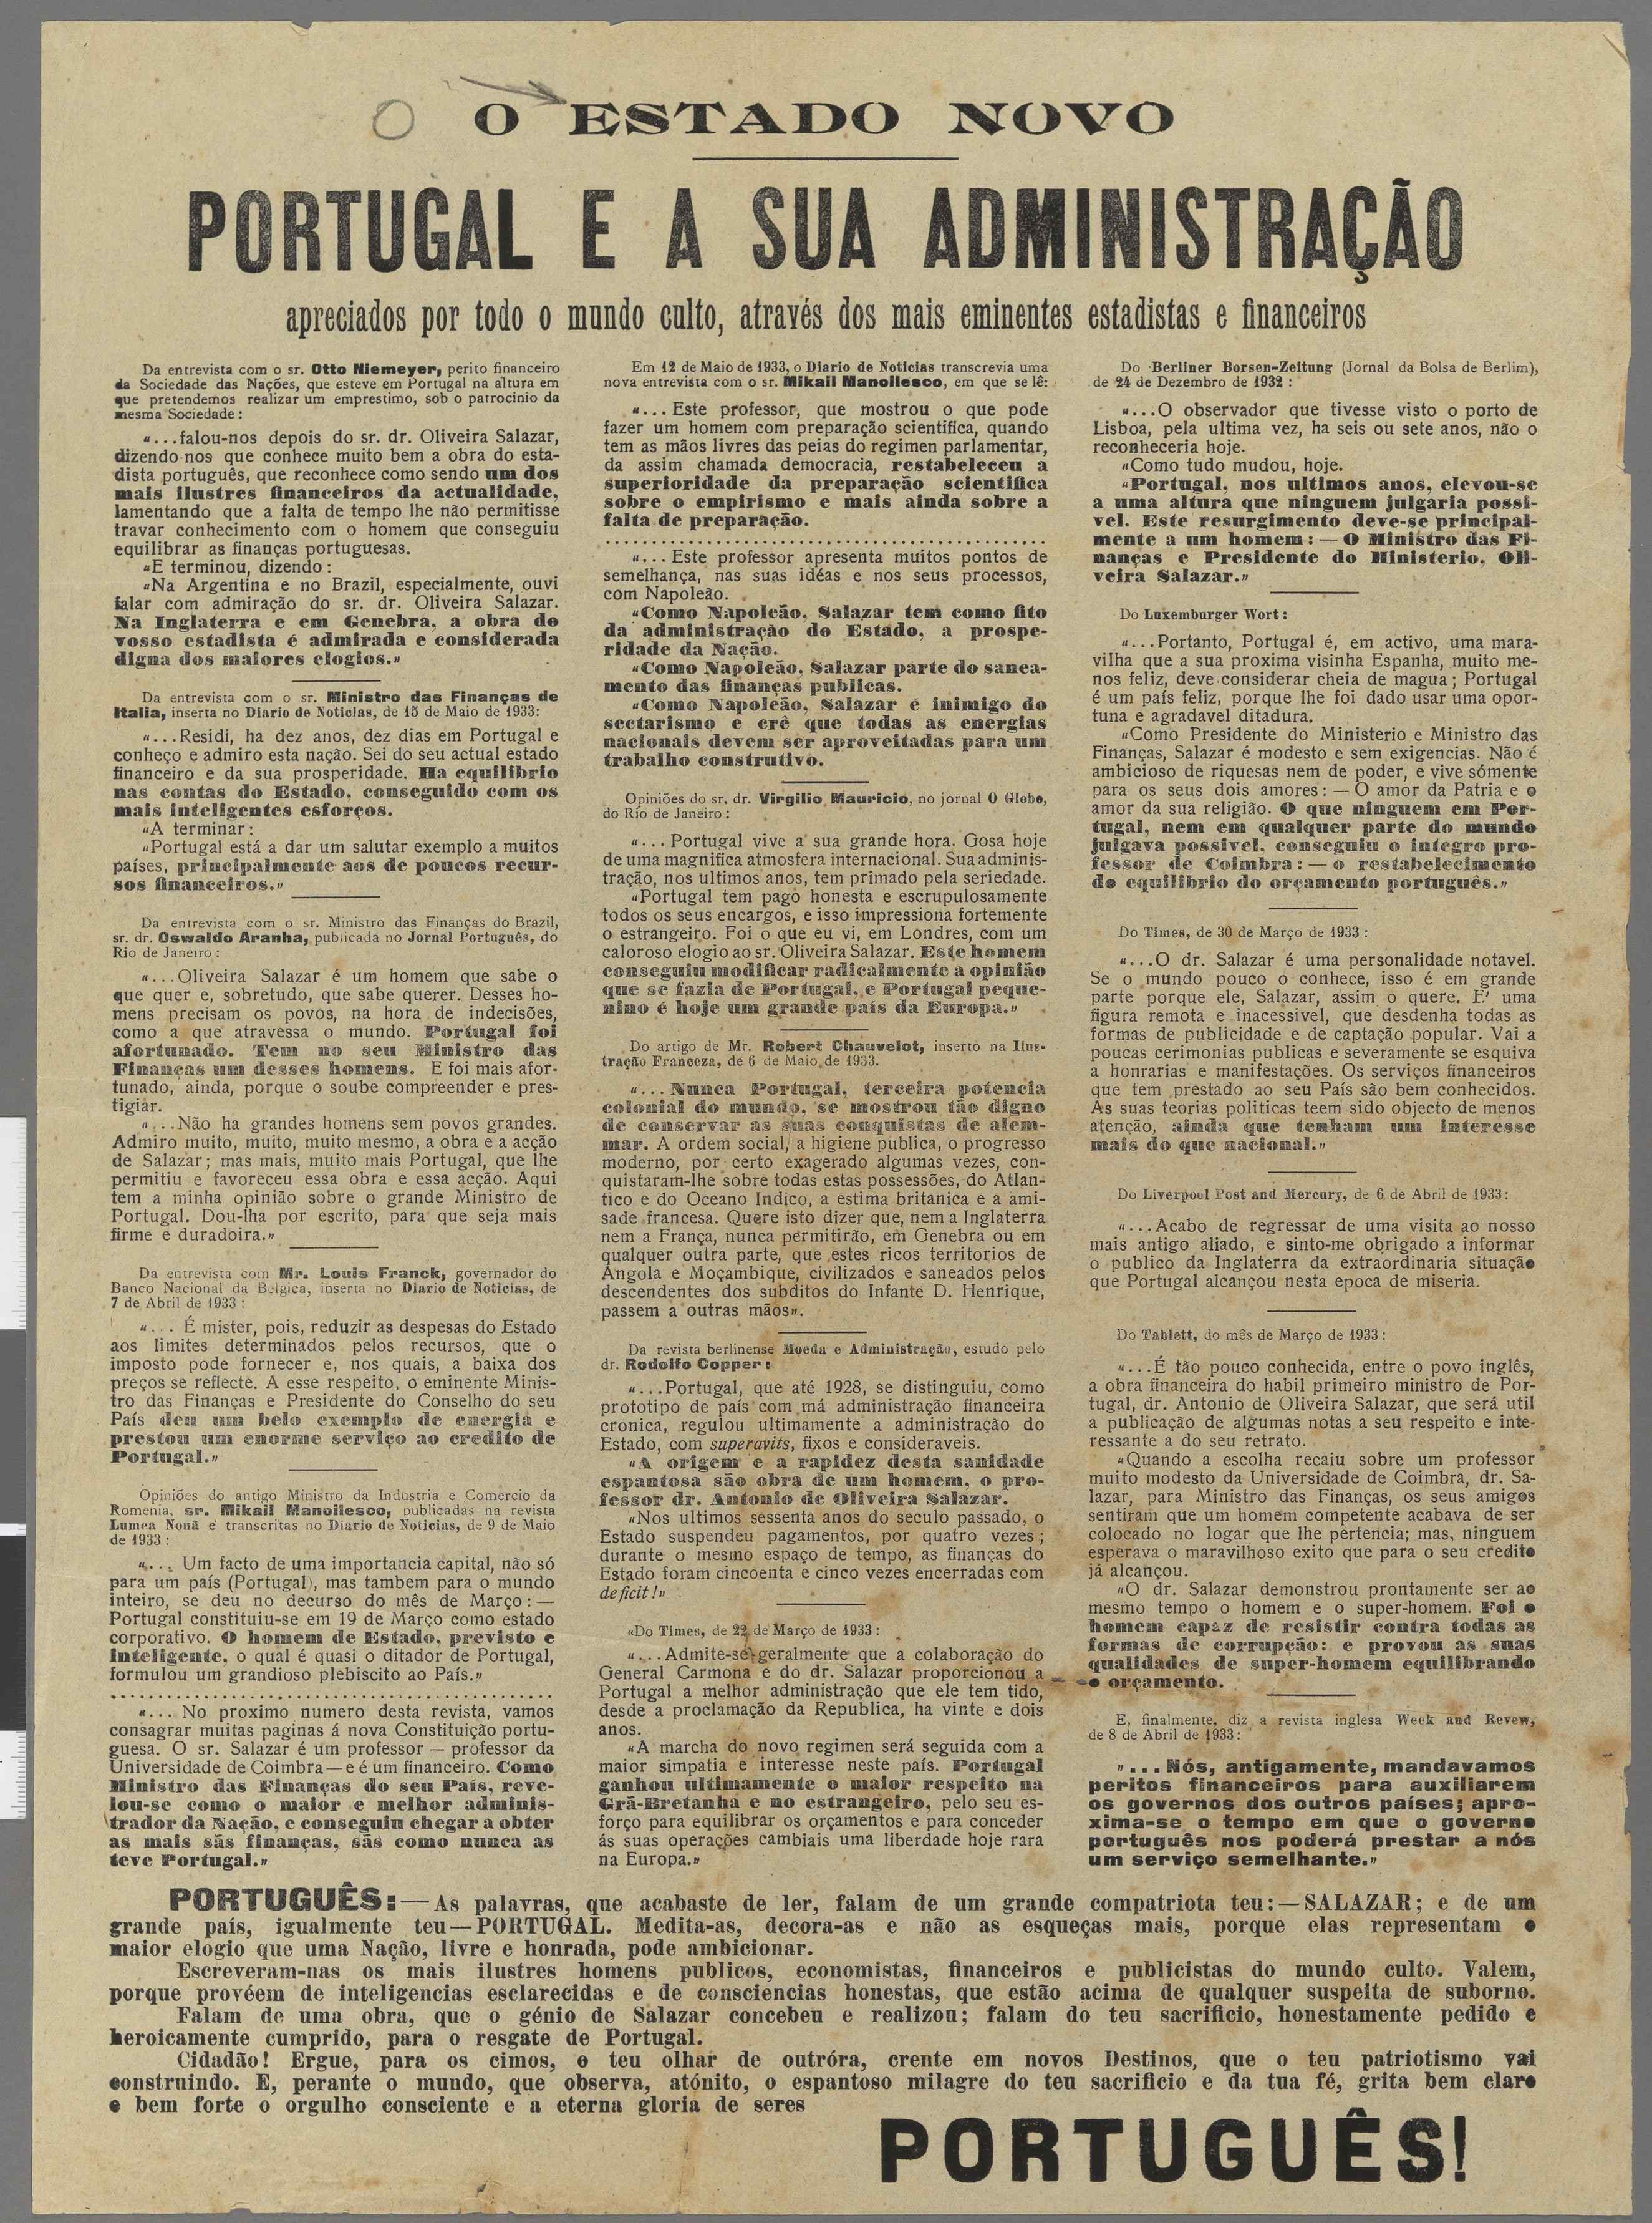 O ESTADO NOVO
PORTUGAL E A SUA ADMINISTRAÇÃO
apreciados por todo o mundo culto, através dos mais eminentes estadistas e financeiros
Da entrevista com o sr. Otto Niemeyer, perito financeiro
da Sociedade das Nações, que esteve em Portugal na altura em
que pretendemos realizar um emprestimo, sob o patrocinio da
mesma Sociedade:
«...falou-nos depois do sr. dr. Oliveira Salazar,
dizendo-nos que conhece muito bem a obra do esta-
dista português, que reconhece como sendo um dos
mais ilustres financeiros da actualidade,
lamentando que a falta de tempo lhe não permitisse
travar conhecimento com o homem que conseguiu
equilibrar as finanças portuguesas.
«E terminou, dizendo:
«Na Argentina e no Brazil, especialmente, ouvi
falar com admiração do sr. dr. Oliveira Salazar.
Na Inglaterra e em Genebra, a obra do
vosso estadista é admirada e considerada
digna dos maiores elogios.»
Da entrevista com o sr. Ministro das Finanças de
Italia, inserta no Diario de Noticias, de 15 de Maio de 1933:
«...Residi, ha dez anos, dez dias em Portugal e
conheço e admiro esta nação. Sei do seu actual estado
financeiro e da sua prosperidade. Ha equilibrio
nas contas do Estado, conseguido com os
mais inteligentes esforços.
«A terminar:
«Portugal está a dar um salutar exemplo a muitos
países, principalmente aos de poucos recur-
sos financeiros.»
Da entrevista com o sr. Ministro das Finanças do Brazil,
sr. dr. Oswaldo Aranha, publicada no Jornal Português, do
Rio de Janeiro:
«...Oliveira Salazar é um homem que sabe o
que quer e, sobretudo, que sabe querer. Desses ho-
mens precisam os povos, na hora de indecisões,
como a que atravessa o mundo. Portugal foi
afortunado. Tem no seu Ministro das
Finanças um desses homens. E foi mais afor-
tunado, ainda, porque o soube compreender e pres-
tigiar.
«...Não ha grandes homens sem povos grandes.
Admiro muito, muito, muito mesmo, a obra e a acção
de Salazar; mas mais, muito mais Portugal, que lhe
permitiu e favoreceu essa obra e essa acção. Aqui
tem a minha opinião sobre o grande Ministro de
Portugal. Dou-lha por escrito, para que seja mais
firme e duradoira.»
Da entrevista com Mr. Louis Franck, governador do
Banco Nacional da Belgica, inserta no Diario de Noticias, de
7 de Abril de 1933:
«... É mister, pois, reduzir as despesas do Estado
aos limites determinados pelos recursos, que o
imposto pode fornecer e, nos quais, a baixa dos
preços se reflecte. A esse respeito, o eminente Minis-
tro das Finanças e Presidente do Conselho do seu
País deu um belo exemplo de energia e
prestou um enorme serviço ao credito de
Portugal.»
Opiniões do antigo Ministro da Industria e Comercio da
Romenia, sr. Mikail Manoilesco, publicadas na revista
Lumea Nouă e transcritas no Diario de Noticias, de 9 de Maio
de 1933:
«... Um facto de uma importancia capital, não só
para um país (Portugal), mas tambem para o mundo
inteiro, se deu no decurso do mês de Março: —
Portugal constituiu-se em 19 de Março como estado
corporativo. O homem de Estado, previsto e
inteligente, o qual é quasi o ditador de Portugal,
formulou um grandioso plebiscito ao País.»
..........................................
«... No proximo numero desta revista, vamos
consagrar muitas paginas á nova Constituição portu-
guesa. O sr. Salazar é um professor — professor da
Universidade de Coimbra — e é um financeiro. Como
Ministro das Finanças do seu País, reve-
lou-se como o maior e melhor adminis-
trador da Nação, e conseguiu chegar a obter
as mais sãs finanças, sãs como nunca as
teve Portugal.»
Em 12 de Maio de 1933, o Diario de Noticias transcrevia uma
nova entrevista com o sr. Mikail Manoilesco, em que se lê:
«...Este professor, que mostrou o que pode
fazer um homem com preparação scientifica, quando
tem as mãos livres das peias do regimen parlamentar,
da assim chamada democracia, restabeleceu a
superioridade da preparação scientifica
sobre o empirismo e mais ainda sobre a
falta de preparação.
..........................................
«...Este professor apresenta muitos pontos de
semelhança, nas suas idéas e nos seus processos,
com Napoleão.
«Como Napoleão, Salazar tem como fito
da administração do Estado, a prospe-
ridade da Nação.
«Como Napoleão, Salazar parte do sanea-
mento das finanças publicas.
«Como Napoleão, Salazar é inimigo do
sectarismo e crê que todas as energias
nacionais devem ser aproveitadas para um
trabalho construtivo.
Opiniões do sr. dr. Virgilio Mauricio, no jornal O Globo,
do Rio de Janeiro:
«...Portugal vive a sua grande hora. Gosa hoje
de uma magnifica atmosfera internacional. Sua adminis-
tração, nos ultimos anos, tem primado pela seriedade.
«Portugal tem pago honesta e escrupulosamente
todos os seus encargos, e isso impressiona fortemente
o estrangeiro. Foi o que eu vi, em Londres, com um
caloroso elogio ao sr. Oliveira Salazar. Este homem
conseguiu modificar radicalmente a opinião
que se fazia de Portugal, e Portugal peque-
nino é hoje um grande país da Europa.»
Do artigo de Mr. Robert Chauvelot, inserto na Ilus-
tração Franceza, de 6 de Maio de 1933.
«...Nunca Portugal, terceira potencia
colonial do mundo, se mostrou tão digno
de conservar as suas conquistas de alem-
mar. A ordem social, a higiene publica, o progresso
moderno, por certo exagerado algumas vezes, con-
quistaram-lhe sobre todas estas possessões, do Atlan-
tico e do Oceano Indico, a estima britanica e a ami-
sade francesa. Quere isto dizer que, nem a Inglaterra
nem a França, nunca permitirão, em Genebra ou em
qualquer outra parte, que estes ricos territorios de
Angola e Moçambique, civilizados e saneados pelos
descendentes dos subditos do Infante D. Henrique,
passem a outras mãos».
Da revista berlinense Moeda e Administração, estudo pelo
dr. Rodolfo Copper:
«...Portugal, que até 1928, se distinguiu, como
prototipo de país com má administração financeira
cronica, regulou ultimamente a administração do
Estado, com superavits, fixos e consideraveis.
«A origem e a rapidez desta sanidade
espantosa são obra de um homem, o pro-
fessor dr. Antonio de Oliveira Salazar.
«Nos ultimos sessenta anos do seculo passado, o
Estado suspendeu pagamentos, por quatro vezes;
durante o mesmo espaço de tempo, as finanças do
Estado foram cincoenta e cinco vezes encerradas com
deficit!»
«Do Times, de 22 de Março de 1933:
«...Admite-se geralmente que a colaboração do
General Carmona e do dr. Salazar proporcionou a
Portugal a melhor administração que ele tem tido,
desde a proclamação da Republica, ha vinte e dois
anos.
«A marcha do novo regimen será seguida com a
maior simpatia e interesse neste país. Portugal
ganhou ultimamente o maior respeito na
Grã-Bretanha e no estrangeiro, pelo seu es-
forço para equilibrar os orçamentos e para conceder
ás suas operações cambiais uma liberdade hoje rara
na Europa.»
Do Berliner Borsen-Zeitung (Jornal da Bolsa de Berlim),
de 24 de Dezembro de 1932:
«...O observador que tivesse visto o porto de
Lisboa, pela ultima vez, ha seis ou sete anos, não o
reconheceria hoje.
«Como tudo mudou, hoje.
«Portugal, nos ultimos anos, elevou-se
a uma altura que ninguem julgaria possi-
vel. Este resurgimento deve-se principal-
mente a um homem: — O Ministro das Fi-
nanças e Presidente do Ministerio, Oli-
veira Salazar.»
Do Luxemburger Wort:
«...Portanto, Portugal é, em activo, uma mara-
vilha que a sua proxima visinha Espanha, muito me-
nos feliz, deve considerar cheia de magua; Portugal
é um país feliz, porque lhe foi dado usar uma opor-
tuna e agradavel ditadura.
«Como Presidente do Ministerio e Ministro das
Finanças, Salazar é modesto e sem exigencias. Não é
ambicioso de riquesas nem de poder, e vive sómente
para os seus dois amores: — O amor da Patria e o
amor da sua religião. O que ninguem em Por-
tugal, nem em qualquer parte do mundo
julgava possivel, conseguiu o integro pro-
fessor de Coimbra: — o restabelecimento
do equilibrio do orçamento português.»
Do Times, de 30 de Março de 1933:
«...O dr. Salazar é uma personalidade notavel.
Se o mundo pouco o conhece, isso é em grande
parte porque ele, Salazar, assim o quere. E' uma
figura remota e inacessivel, que desdenha todas as
formas de publicidade e de captação popular. Vai a
poucas cerimonias publicas e severamente se esquiva
a honrarias e manifestações. Os serviços financeiros
que tem prestado ao seu País são bem conhecidos.
As suas teorias politicas teem sido objecto de menos
atenção, ainda que tenham um interesse
mais do que nacional.»
Do Liverpool Post and Mercury, de 6 de Abril de 1933:
«...Acabo de regressar de uma visita ao nosso
mais antigo aliado, e sinto-me obrigado a informar
o publico da Inglaterra da extraordinaria situação
que Portugal alcançou nesta epoca de miseria.
Do Tablett, do mês de Março de 1933:
«...É tão pouco conhecida, entre o povo inglês,
a obra financeira do habil primeiro ministro de Por-
tugal, dr. Antonio de Oliveira Salazar, que será util
a publicação de algumas notas a seu respeito e inte-
ressante a do seu retrato.
«Quando a escolha recaiu sobre um professor
muito modesto da Universidade de Coimbra, dr. Sa-
lazar, para Ministro das Finanças, os seus amigos
sentiram que um homem competente acabava de ser
colocado no logar que lhe pertencia; mas, ninguem
esperava o maravilhoso exito que para o seu credito
já alcançou.
«O dr. Salazar demonstrou prontamente ser ao
mesmo tempo o homem e o super-homem. Foi o
homem capaz de resistir contra todas as
formas de corrupção; e provou as suas
qualidades de super-homem equilibrando
o orçamento.
E, finalmente, diz a revista inglesa Week and Revew,
de 8 de Abril de 1933:
»...Nós, antigamente, mandavamos
peritos financeiros para auxiliarem
os governos dos outros países; apro-
xima-se o tempo em que o governo
português nos poderá prestar a nós
um serviço semelhante.»
PORTUGUÊS: — As palavras, que acabaste de ler, falam de um grande compatriota teu: — SALAZAR; e de um
grande país, igualmente teu — PORTUGAL. Medita-as, decora-as e não as esqueças mais, porque elas representam o
maior elogio que uma Nação, livre e honrada, pode ambicionar.
Escreveram-nas os mais ilustres homens publicos, economistas, financeiros e publicistas do mundo culto. Valem,
porque provéem de inteligencias esclarecidas e de consciencias honestas, que estão acima de qualquer suspeita de suborno.
Falam de uma obra, que o génio de Salazar concebeu e realizou; falam do teu sacrificio, honestamente pedido e
heroicamente cumprido, para o resgate de Portugal.
Cidadão! Ergue, para os cimos, o teu olhar de outróra, crente em novos Destinos, que o teu patriotismo vai
construindo. E, perante o mundo, que observa, atónito, o espantoso milagre do teu sacrificio e da tua fé, grita bem claro
e bem forte o orgulho consciente e a eterna gloria de seres
PORTUGUÊS!